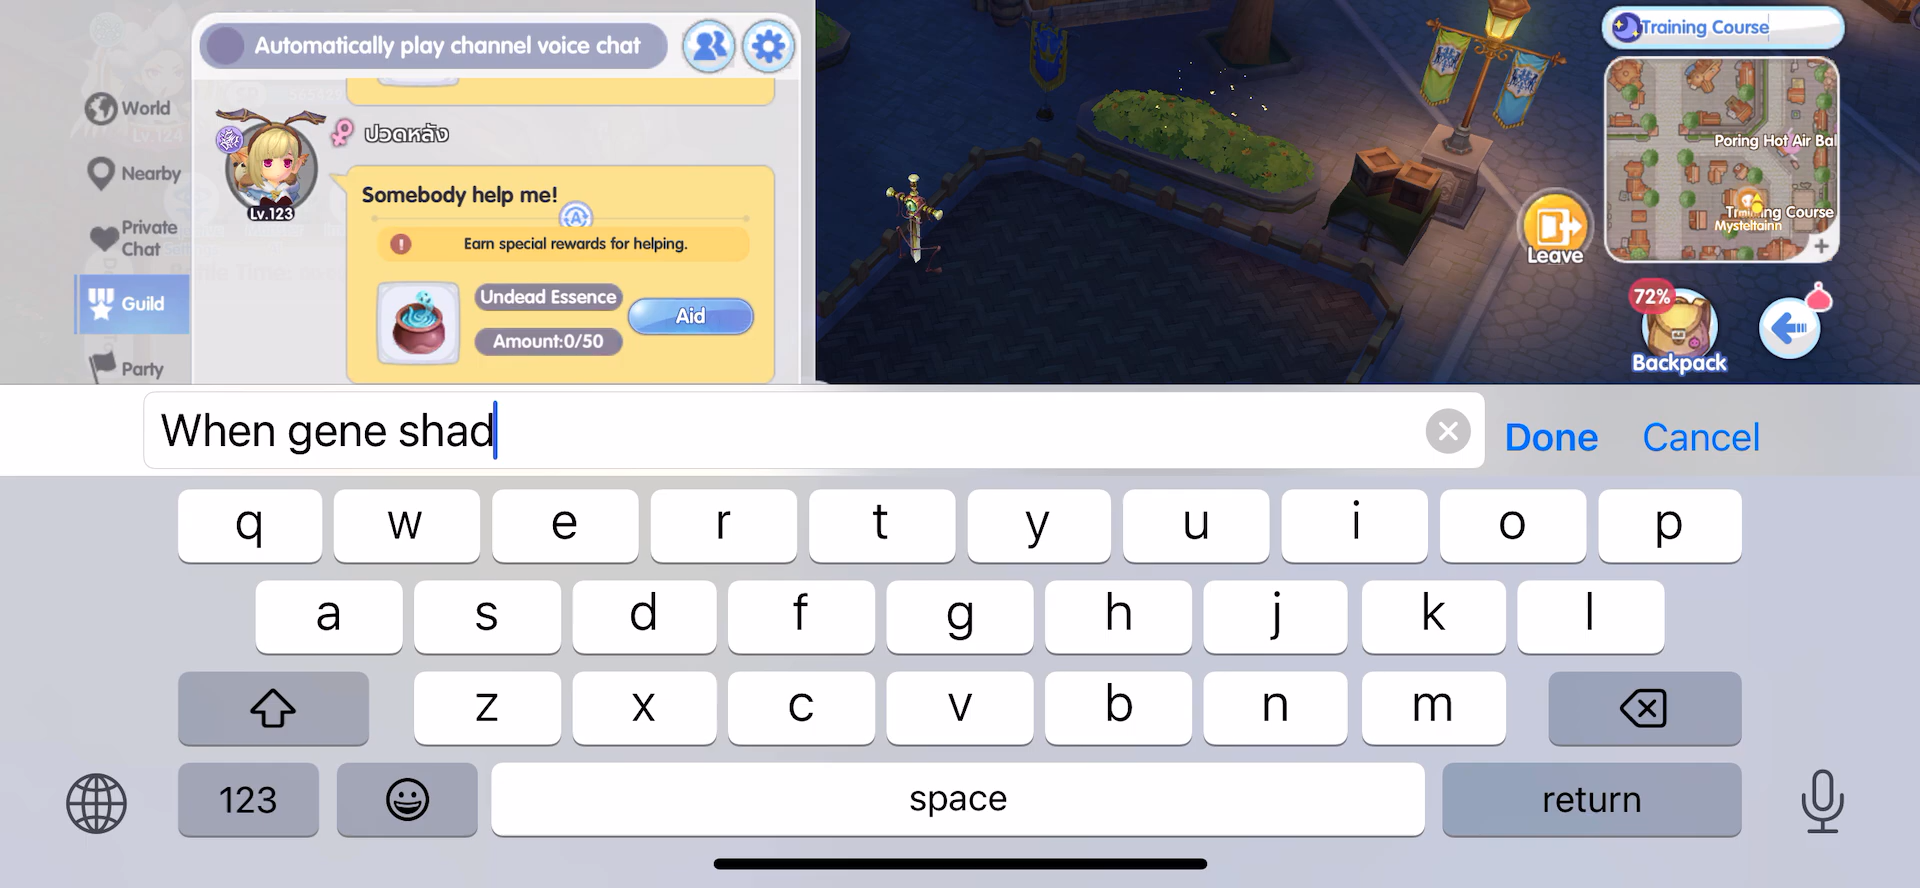 Automatically play channel voice chat
World
Nearby
Private
Chat
Guild
Party
ปวดหลัง
Lv.123
Somebody help me!
A
Earn special rewards for helping.
Undead Essence
Amount:0/50
Aid
Training Course
Poring Hot Air Bal
Training Course
Mysteltainn
Leave
72%
Backpack
When gene shad
Done
Cancel
q w e r t y u i o p
a s d f g h j k l
z x c v b n m
123
space
return